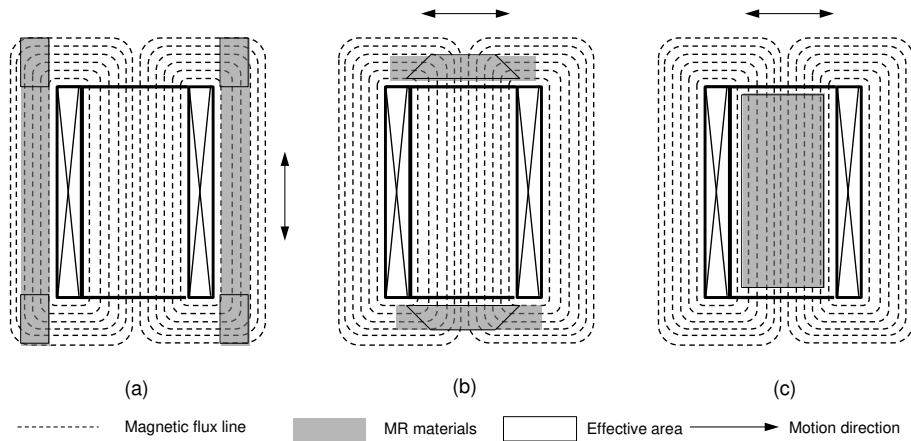 (a)
(b)
(c)
Magnetic flux line
MR materials
Effective area
Motion direction